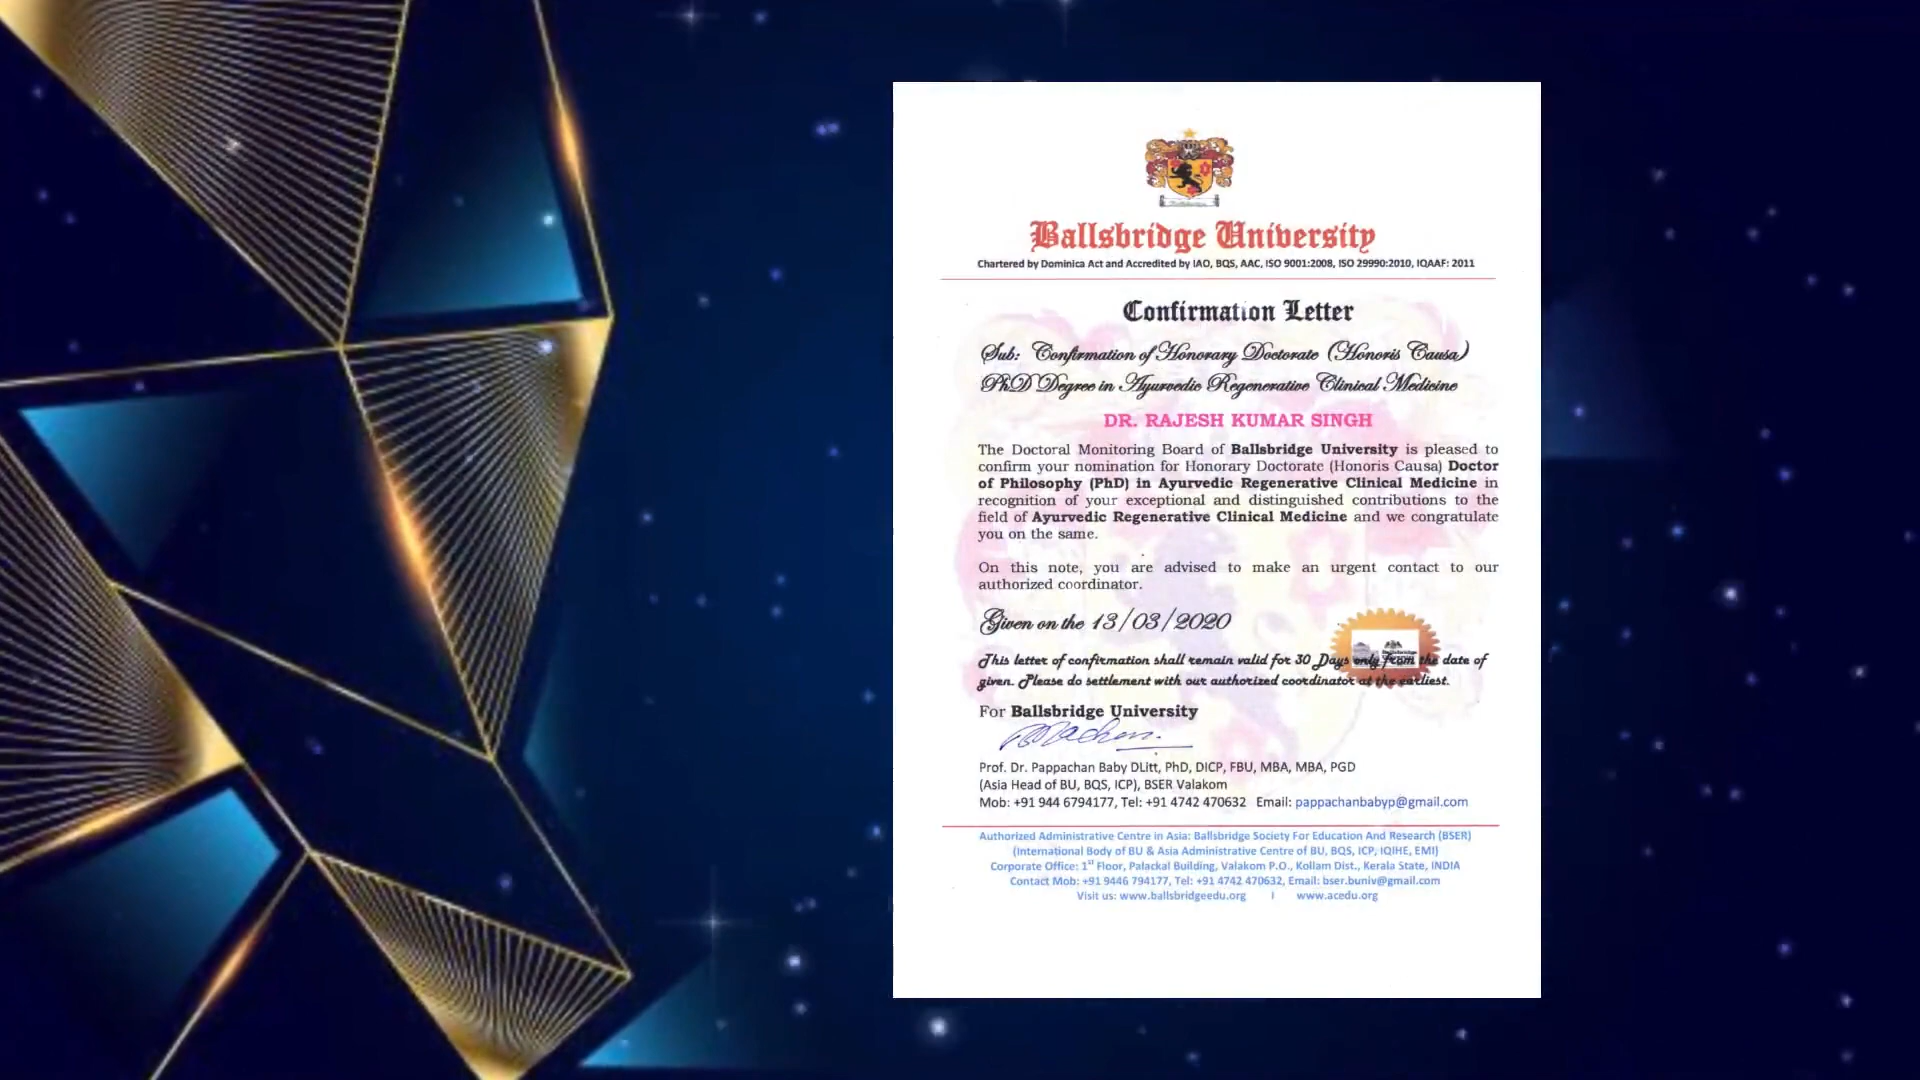 Ballsbridge University
Chartered by Dominica Act and Accredited by IAO, BQS, AAC, ISO 9001:2008, ISO 29990:2010, IQAAF: 2011
Confirmation Letter
Sub: Confirmation of Honorary Doctorate (Honoris Causa)
PhD Degree in Ayurvedic Regenerative Clinical Medicine
DR. RAJESH KUMAR SINGH
The Doctoral Monitoring Board of Ballsbridge University is pleased to
confirm your nomination for Honorary Doctorate (Honoris Causa) Doctor
of Philosophy (PhD) in Ayurvedic Regenerative Clinical Medicine in
recognition of your exceptional and distinguished contributions to the
field of Ayurvedic Regenerative Clinical Medicine and we congratulate
you on the same.
On this note, you are advised to make an urgent contact to our
authorized coordinator.
Given on the 13/03/2020
This letter of confirmation shall remain valid for 30 Days only from the date of
given. Please do settlement with our authorized coordinator at the earliest.
For Ballsbridge University
Prof. Dr. Pappachan Baby DLitt, PhD, DICP, FBU, MBA, MBA, PGD
(Asia Head of BU, BQS, ICP), BSER Valakom
Mob: +91 944 6794177, Tel: +91 4742 470632 Email: pappachanbabyp@gmail.com
Authorized Administrative Centre in Asia: Ballsbridge Society For Education And Research (BSER)
(International Body of BU & Asia Administrative Centre of BU, BQS, ICP, IQIHE, EMI)
Corporate Office: 1st Floor, Palackal Building, Valakom P.O., Kollam Dist., Kerala State, INDIA
Contact Mob: +91 9446 794177, Tel: +91 4742 470632, Email: bser.buniv@gmail.com
Visit us: www.ballsbridgeedu.org I www.acedu.org